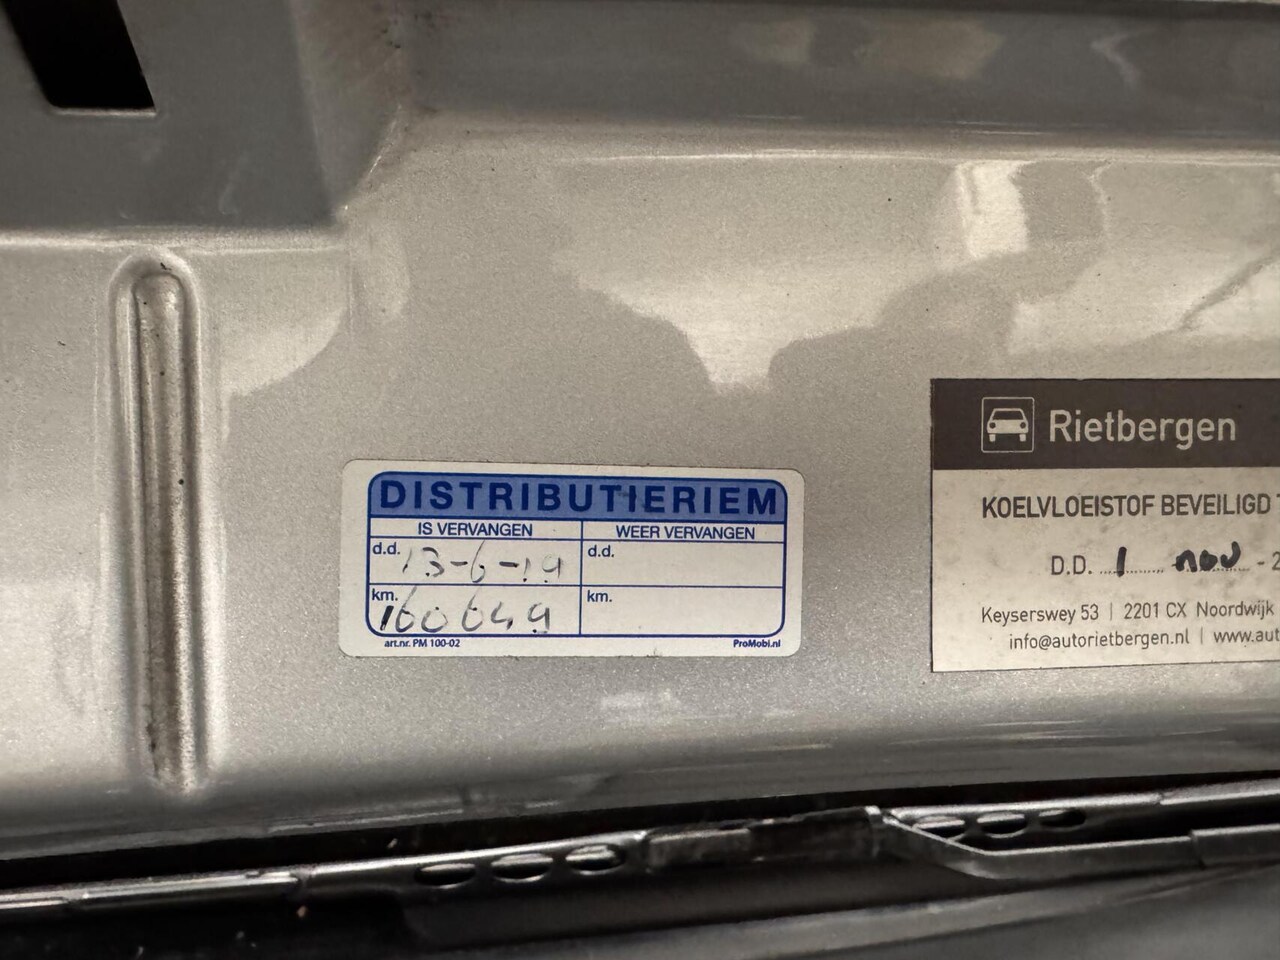 DISTRIBUTIERIEM
IS VERVANGEN
WEER VERVANGEN
d.d. 13-6-19
d.d.
km. 160649
km.
art.nr. PM 100-02
ProMobi.nl
Rietbergen
KOELVLOEISTOF BEVEILIGD
D.D. 1 nov - 2
Keyserswey 53 | 2201 CX Noordwijk
info@autorietbergen.nl | www.aut